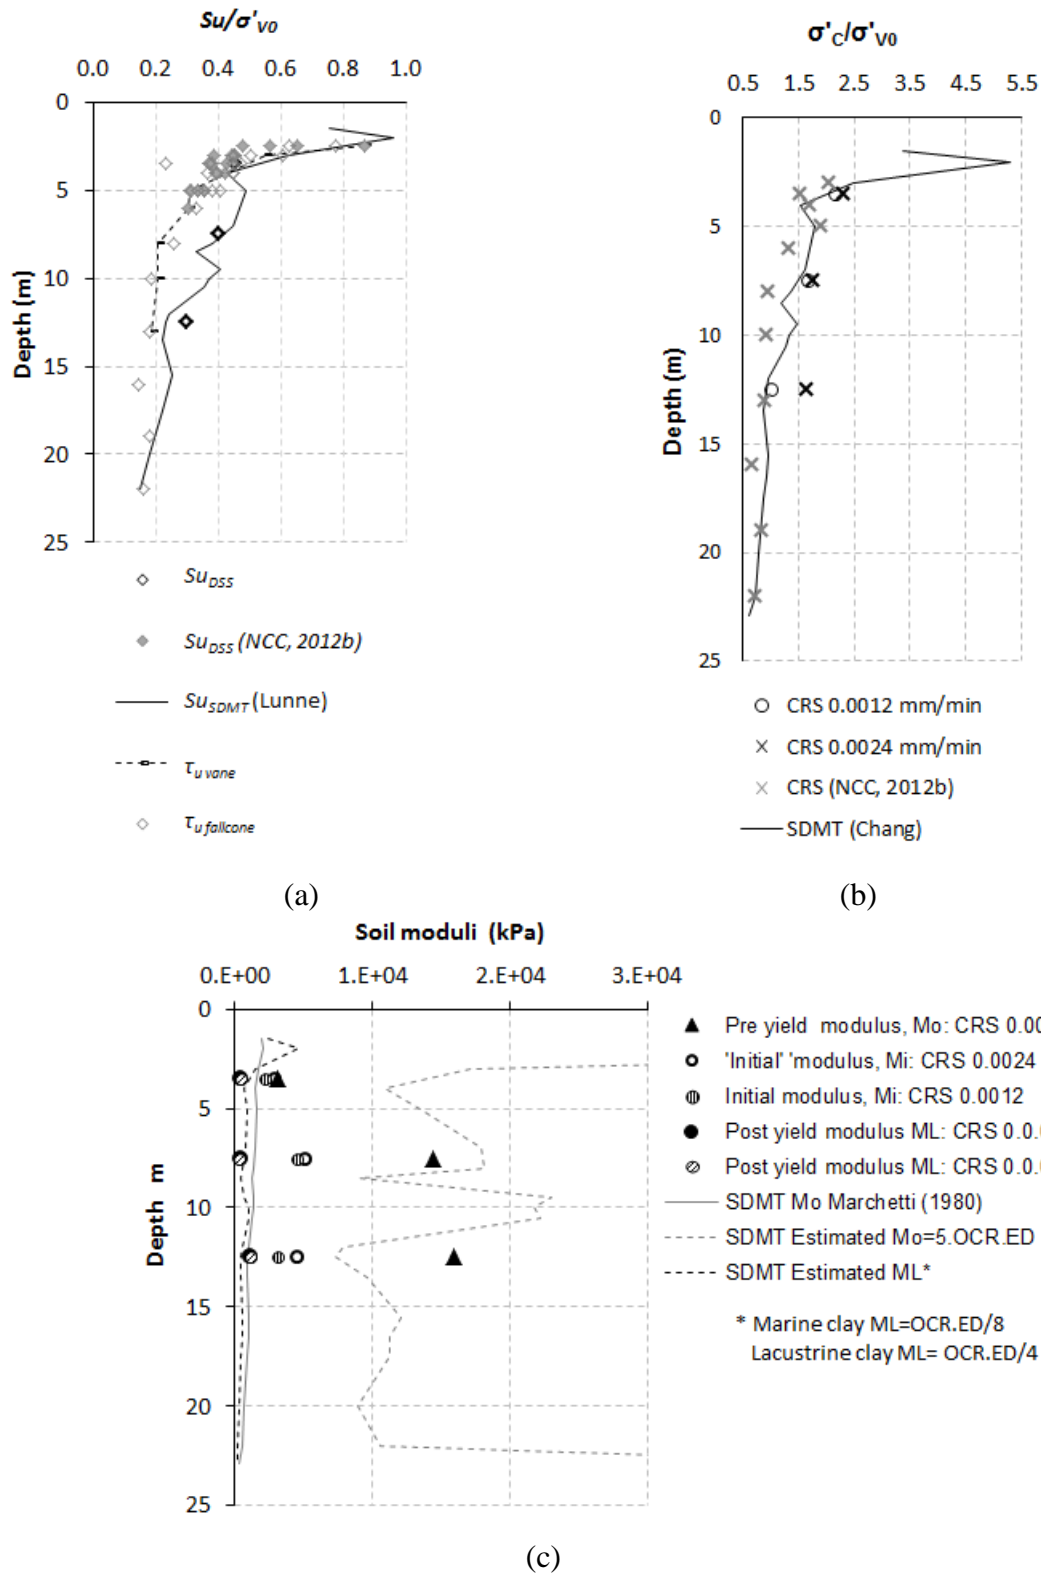 Su/σ'V0
0.0 0.2 0.4 0.6 0.8 1.0
0
5
10
15
20
25
Depth (m)
SuDSS
SuDSS (NCC, 2012b)
SuSDMT (Lunne)
τu vane
τu fallcone
(a)
σ'C/σ'V0
0.5 1.5 2.5 3.5 4.5 5.5
0
5
10
15
20
25
Depth (m)
CRS 0.0012 mm/min
CRS 0.0024 mm/min
CRS (NCC, 2012b)
SDMT (Chang)
(b)
Soil moduli (kPa)
0.E+00 1.E+04 2.E+04 3.E+04
0
5
10
15
20
25
Depth m
Pre yield modulus, Mo: CRS 0.00
'Initial' 'modulus, Mi: CRS 0.0024
Initial modulus, Mi: CRS 0.0012
Post yield modulus ML: CRS 0.0.0
Post yield modulus ML: CRS 0.0.0
SDMT Mo Marchetti (1980)
SDMT Estimated Mo=5.OCR.ED
SDMT Estimated ML*
* Marine clay ML=OCR.ED/8
Lacustrine clay ML= OCR.ED/4
(c)